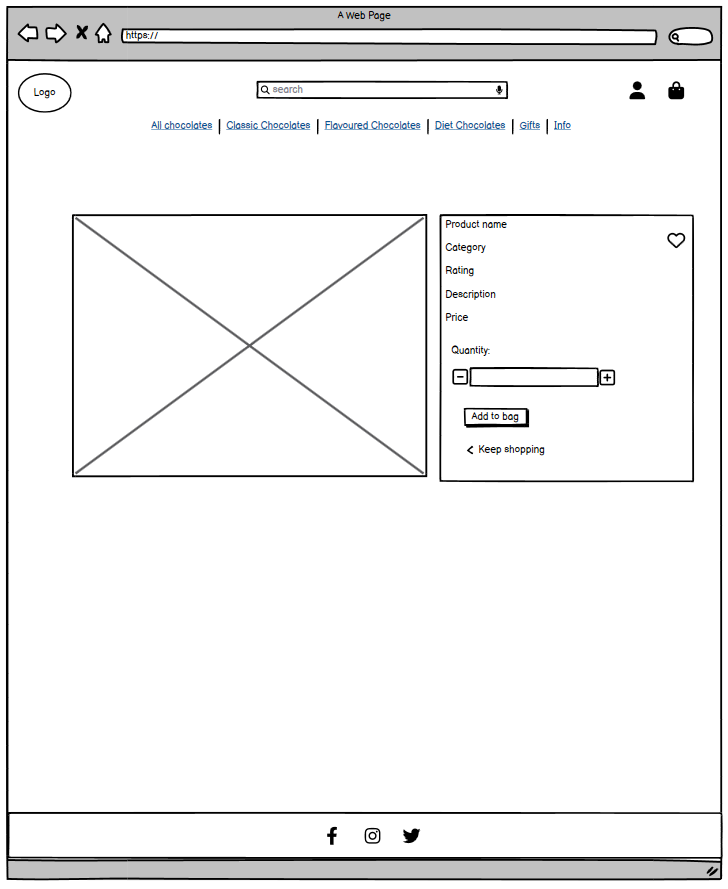 A Web Page
https://
Logo
search
All chocolates | Classic Chocolates | Flavoured Chocolates | Diet Chocolates | Gifts | Info
Product name
Category
Rating
Description
Price
Quantity:
Add to bag
Keep shopping